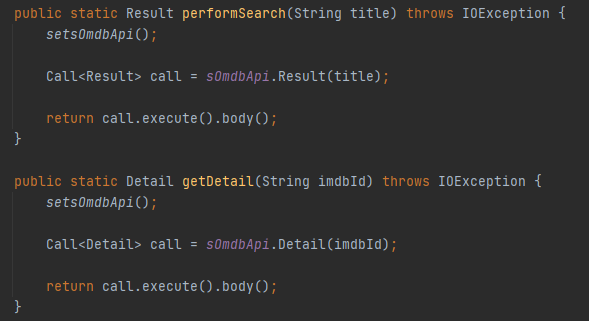 public static Result performSearch(String title) throws IOException {
setsOmdbApi();
Call<Result> call = sOmdbApi.Result(title);
return call.execute().body();
}
public static Detail getDetail(String imdbId) throws IOException {
setsOmdbApi();
Call<Detail> call = sOmdbApi.Detail(imdbId);
return call.execute().body();
}